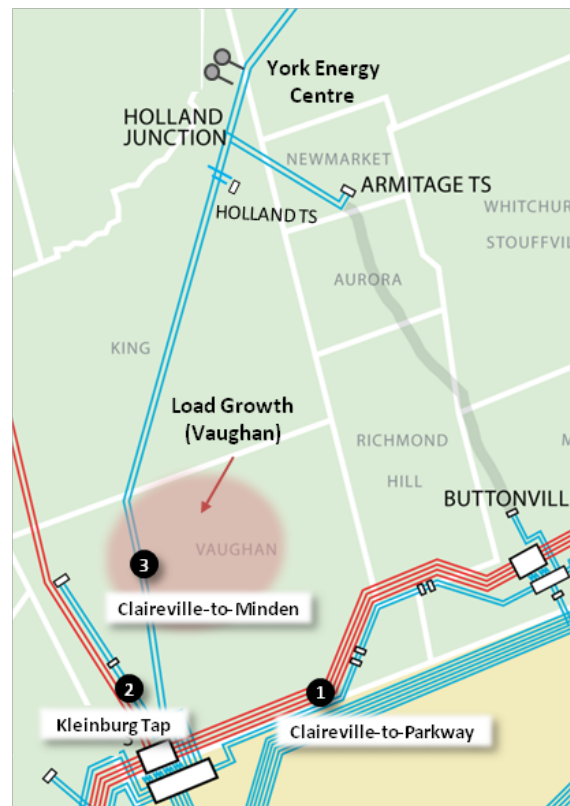 York Energy
Centre
HOLLAND
JUNCTION
NEWMARKET
ARMITAGE TS
HOLLAND TS
WHITCHUR
STOUFFVIL
AURORA
KING
Load Growth
(Vaughan)
RICHMOND
HILL
M
BUTTONVILL
VAUGHAN
3
Claireville-to-Minden
2
1
Kleinburg Tap
Claireville-to-Parkway